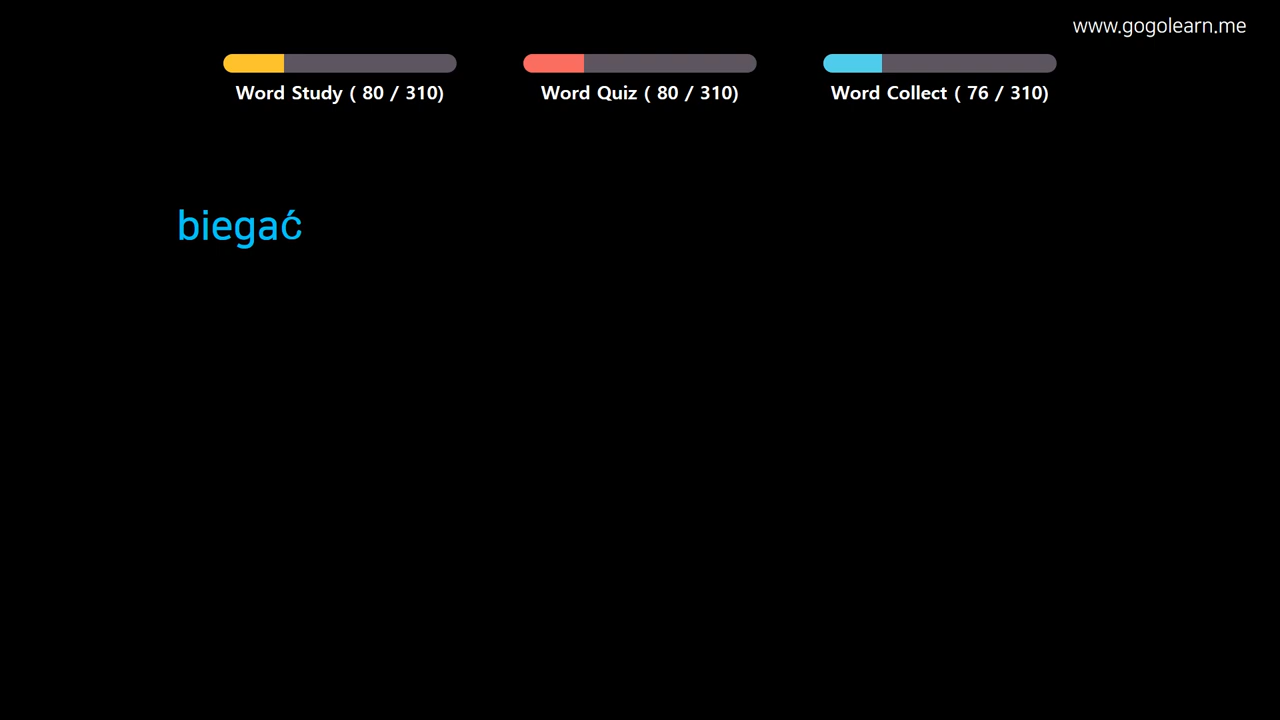 www.gogolearn.me
Word Study ( 80 / 310)
Word Quiz ( 80 / 310)
Word Collect ( 76 / 310)
biegać